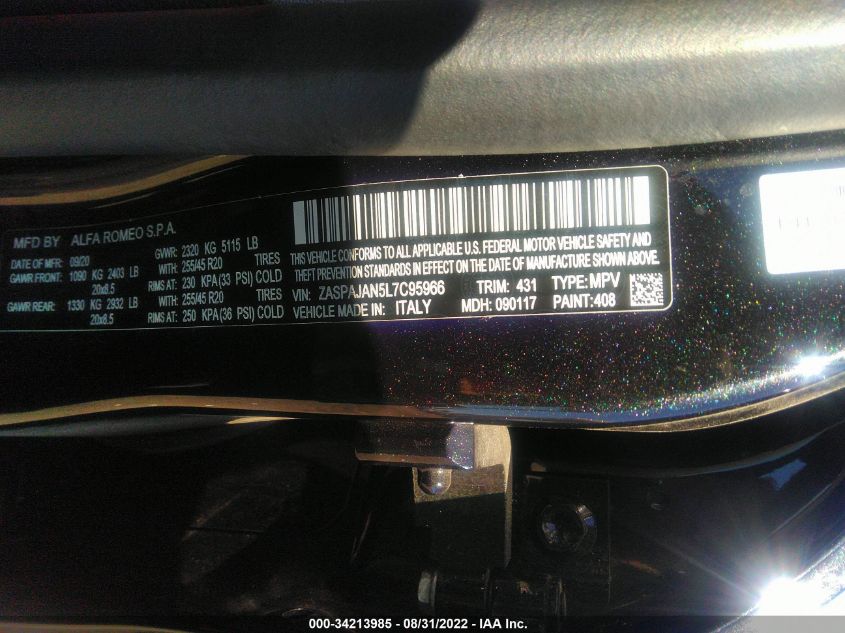 MFD BY ALFA ROMEO S.P.A.
DATE OF MFR: 09/20 GVWR: 2320 KG 5115 LB
GAWR FRONT: 1090 KG 2403 LB WITH: 255/45 R20 TIRES
20x8.5 RIMS AT: 230 KPA(33 PSI) COLD
GAWR REAR: 1330 KG 2932 LB WITH: 255/45 R20 TIRES
20x8.5 RIMS AT: 250 KPA(36 PSI) COLD
THIS VEHICLE CONFORMS TO ALL APPLICABLE U.S. FEDERAL MOTOR VEHICLE SAFETY AND
THEFT PREVENTION STANDARDS IN EFFECT ON THE DATE OF MANUFACTURE SHOWN ABOVE.
VIN: ZASPAJAN5L7C95966 TRIM: 431 TYPE: MPV
VEHICLE MADE IN: ITALY MDH: 090117 PAINT: 408
000-34213985 - 08/31/2022 - IAA Inc.